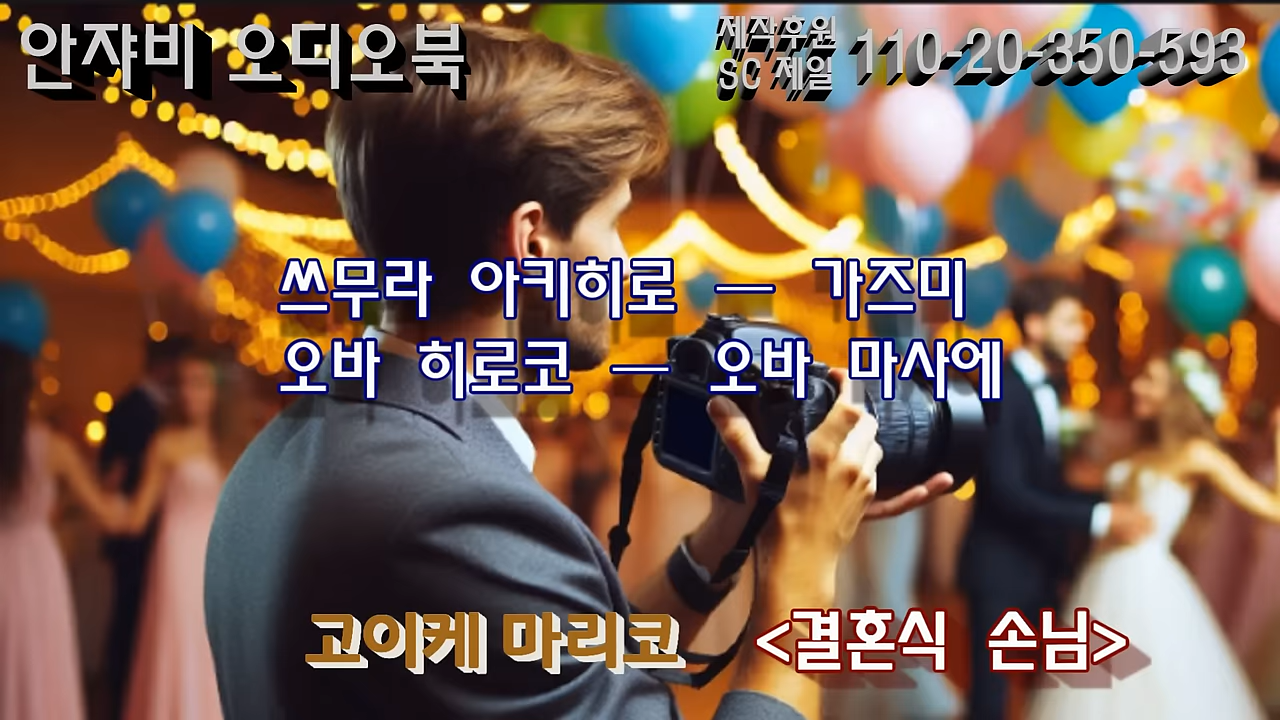 안쟈비 오디오북
제작후원
SC 제일 110-20-350-593
쓰무라 아키히로 — 가즈미
오바 히로코 — 오바 마사에
고이케 마리코 <결혼식 손님>